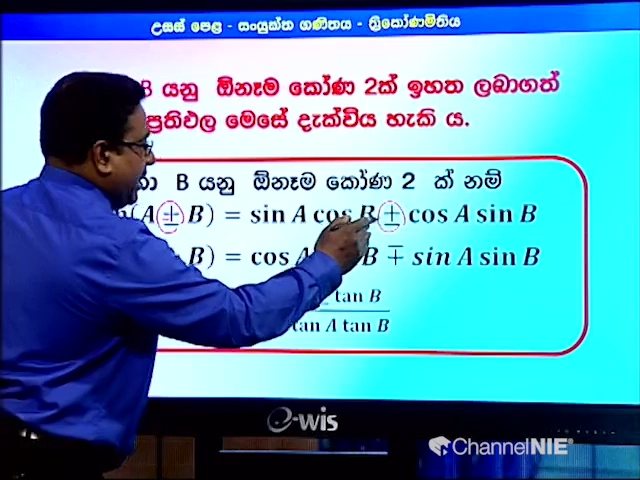 උසස් පෙළ - සංයුක්ත ගණිතය - ත්‍රිකෝණමිතිය
B යනු ඕනෑම කෝණ 2ක් ඉහත ලබාගත්
ප්‍රතිඵල මෙසේ දැක්විය හැකි ය.
B යනු ඕනෑම කෝණ 2 ක් නම්
(A ± B) = sin A cos B ± cos A sin B
B) = cos A B ∓ sin A sin B
tan B
tan A tan B
e-wis
ChannelNIE